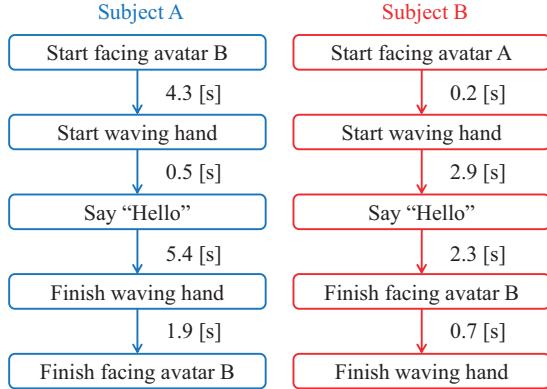 Subject A
Start facing avatar B
4.3 [s]
Start waving hand
0.5 [s]
Say “Hello”
5.4 [s]
Finish waving hand
1.9 [s]
Finish facing avatar B
Subject B
Start facing avatar A
0.2 [s]
Start waving hand
2.9 [s]
Say “Hello”
2.3 [s]
Finish facing avatar B
0.7 [s]
Finish waving hand